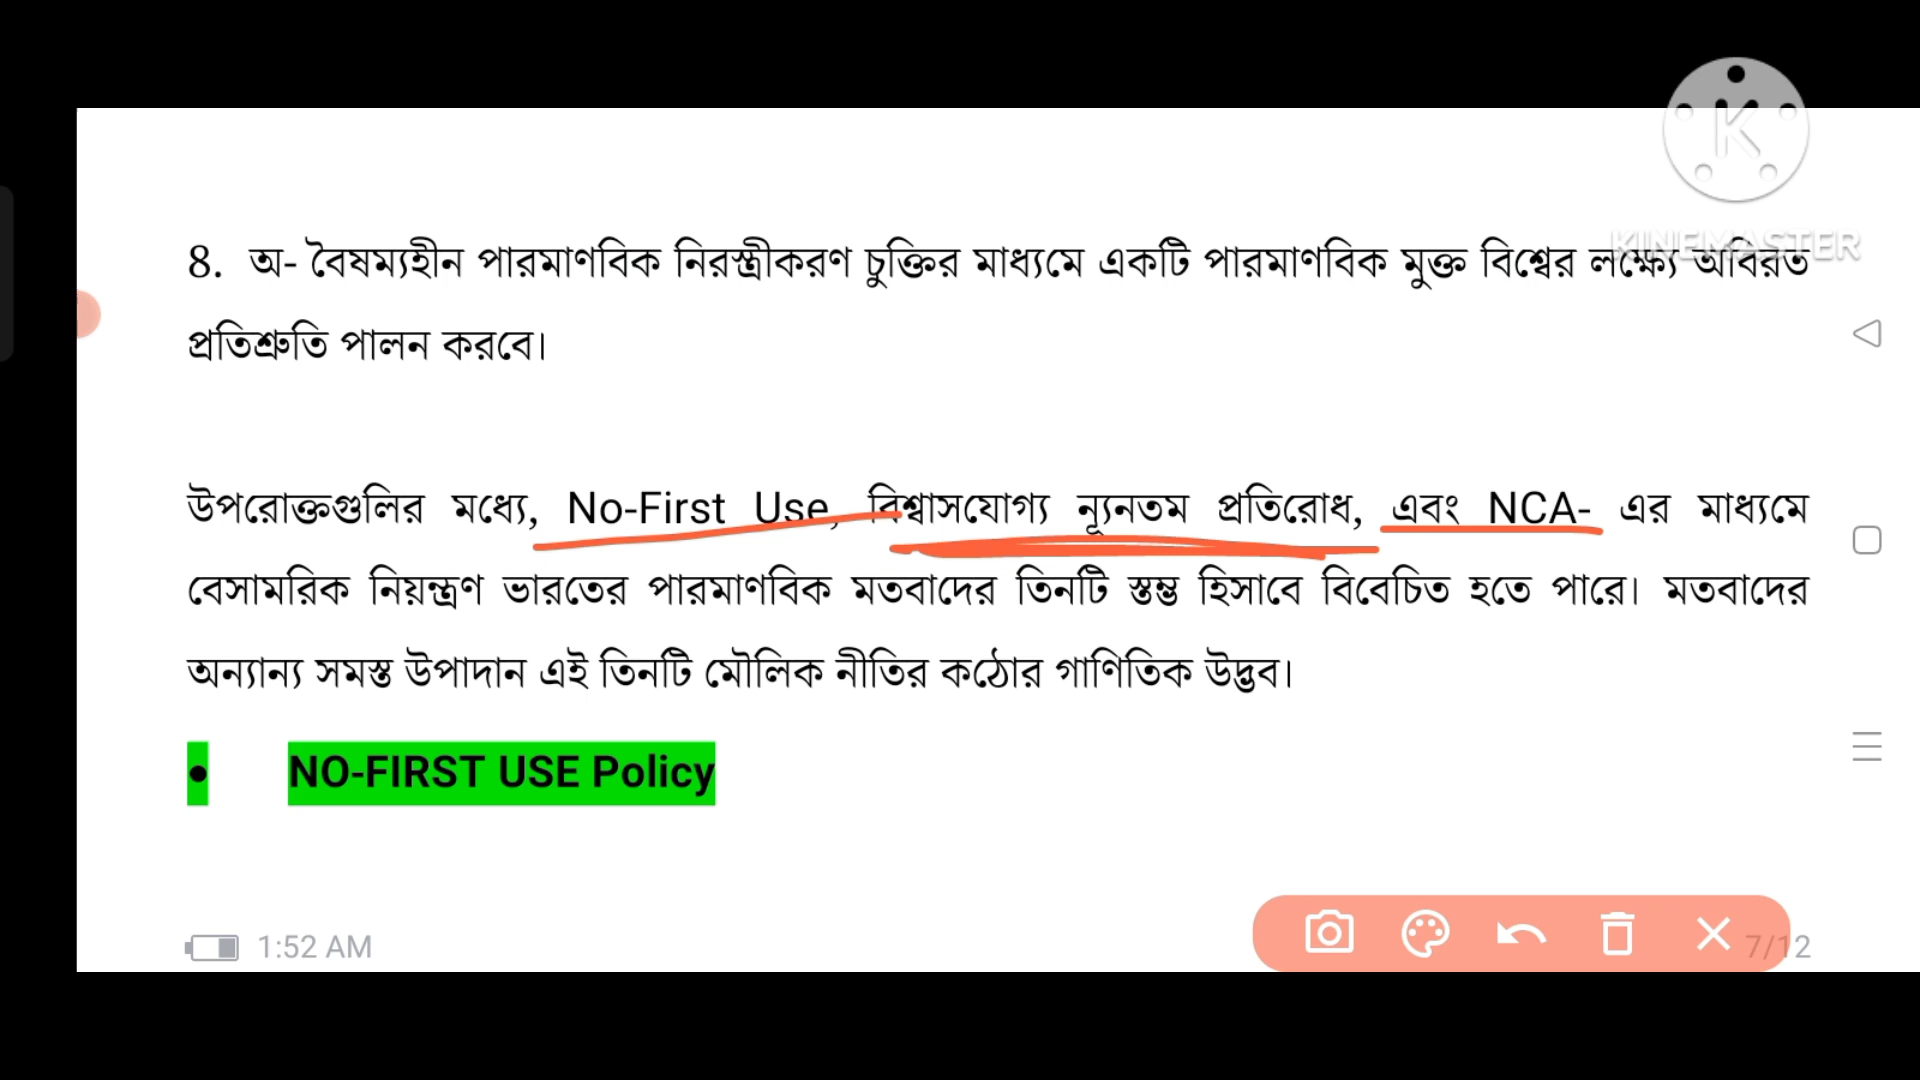 KINEMASTER
8. অ- বৈষম্যহীন পারমাণবিক নিরস্ত্রীকরণ চুক্তির মাধ্যমে একটি পারমাণবিক মুক্ত বিশ্বের লক্ষ্যে অবিরত
প্রতিশ্রুতি পালন করবে।
উপরোক্তগুলির মধ্যে, No-First Use, বিশ্বাসযোগ্য ন্যূনতম প্রতিরোধ, এবং NCA- এর মাধ্যমে
বেসামরিক নিয়ন্ত্রণ ভারতের পারমাণবিক মতবাদের তিনটি স্তম্ভ হিসাবে বিবেচিত হতে পারে। মতবাদের
অন্যান্য সমস্ত উপাদান এই তিনটি মৌলিক নীতির কঠোর গাণিতিক উদ্ভব।
• NO-FIRST USE Policy
1:52 AM
7/12